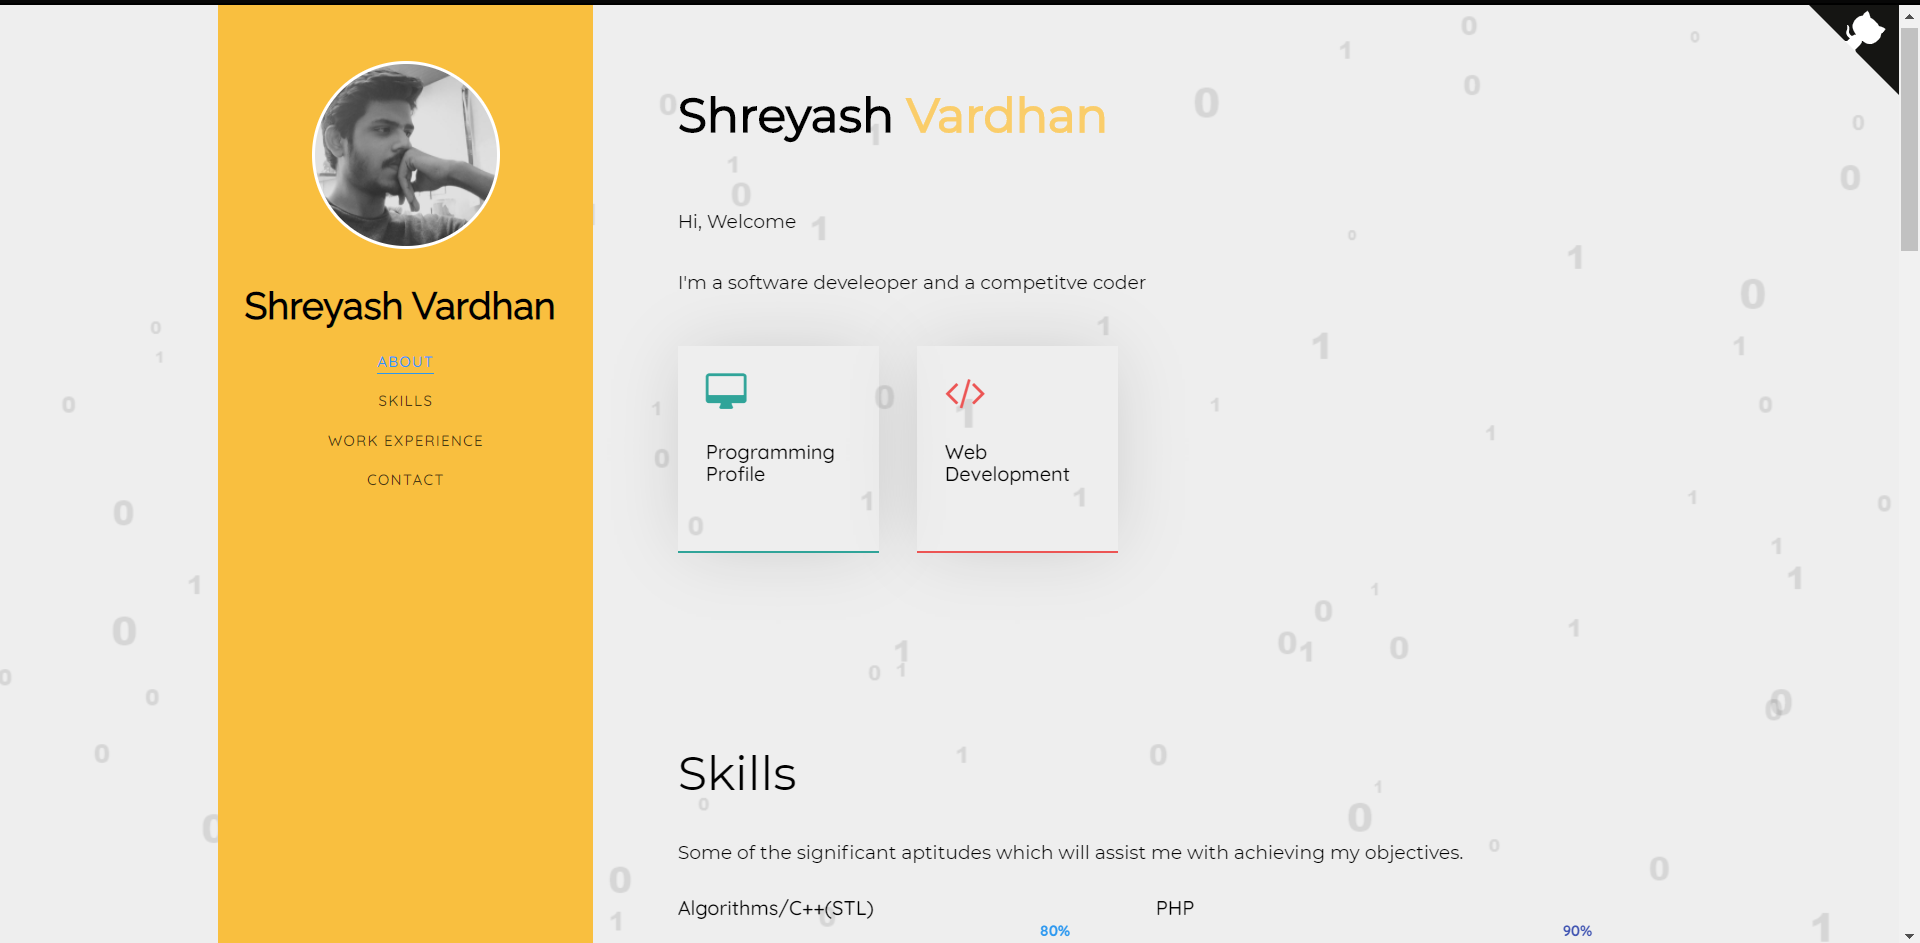 Shreyash Vardhan
ABOUT
SKILLS
WORK EXPERIENCE
CONTACT
Shreyash Vardhan
Hi, Welcome
I'm a software develeoper and a competitve coder
Programming
Profile
Web
Development
Skills
Some of the significant aptitudes which will assist me with achieving my objectives.
Algorithms/C++(STL)
80%
PHP
90%